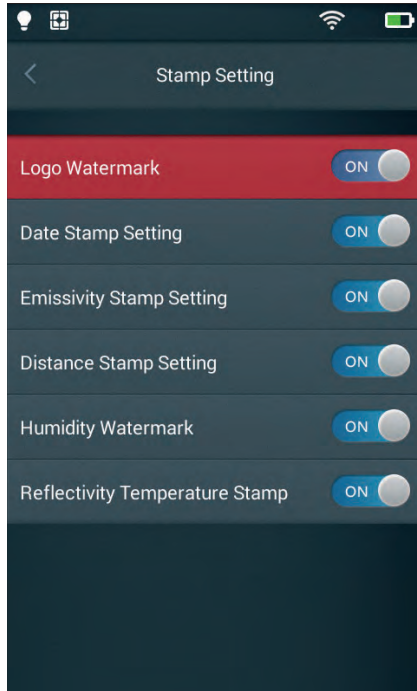 Stamp Setting
Logo Watermark ON
Date Stamp Setting ON
Emissivity Stamp Setting ON
Distance Stamp Setting ON
Humidity Watermark ON
Reflectivity Temperature Stamp ON